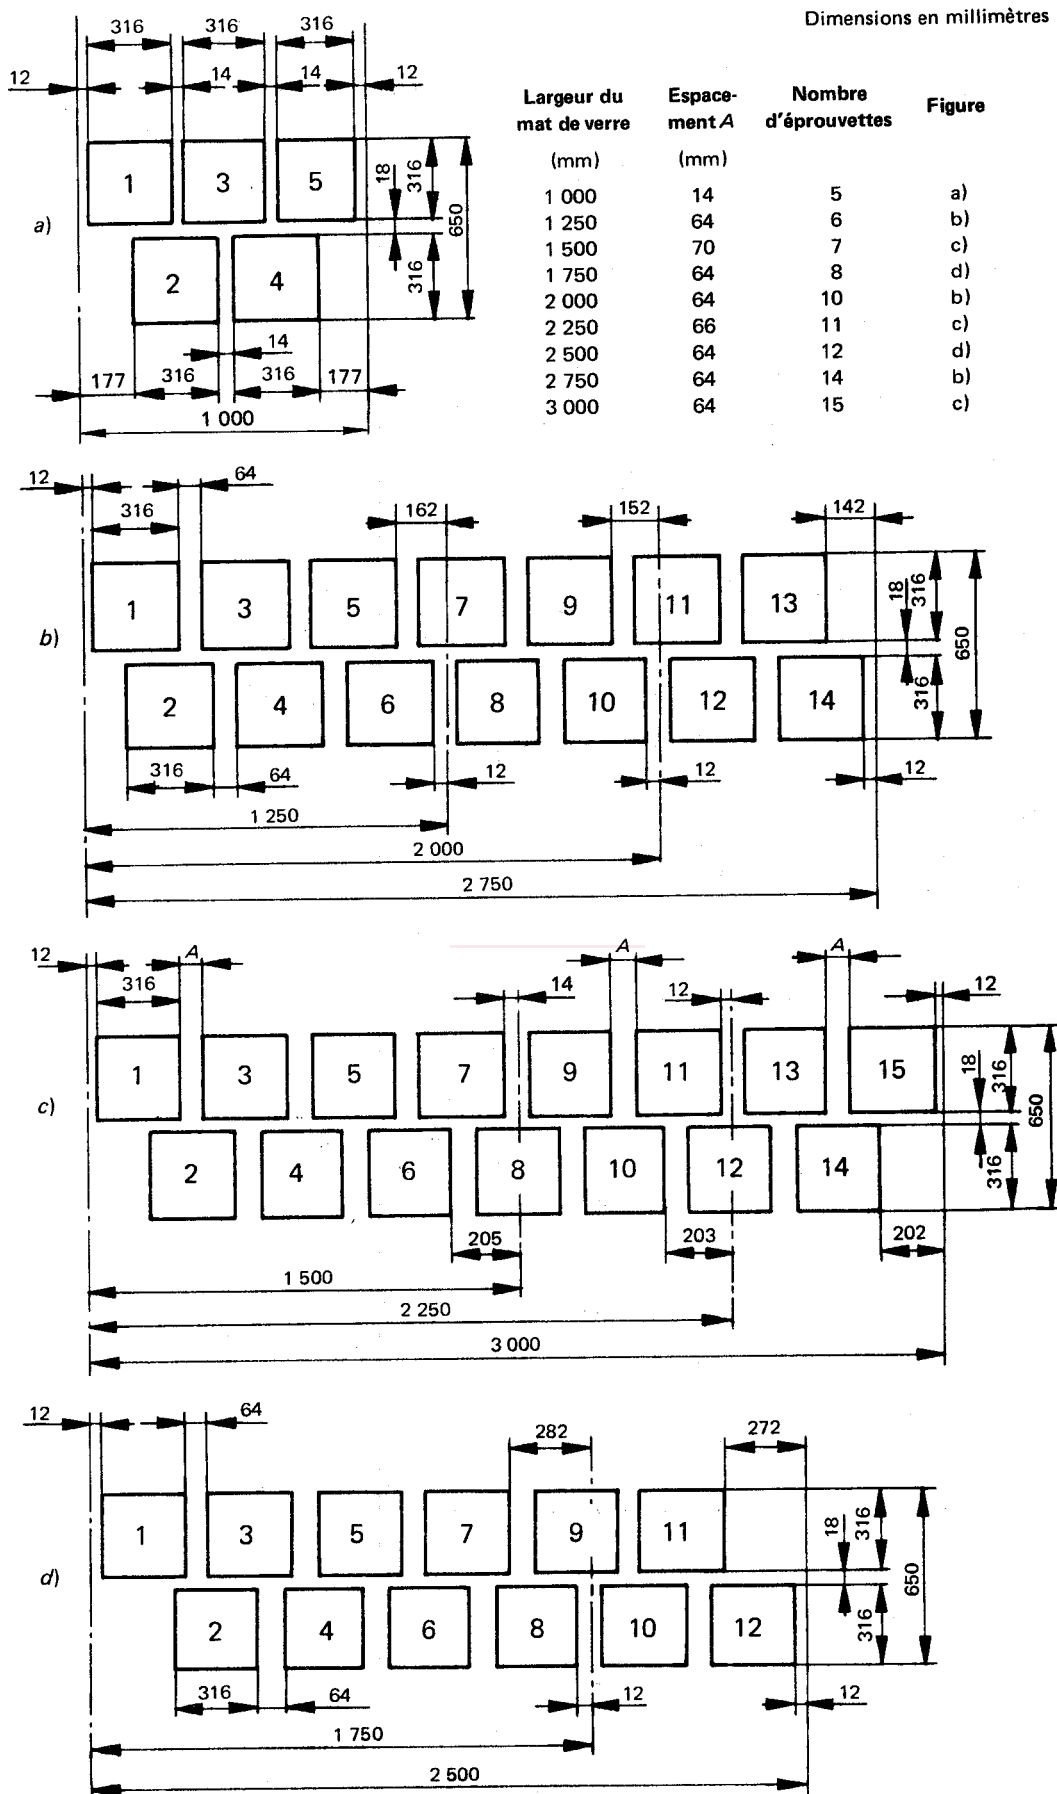 Dimensions en millimètres
316 316 316
12 14 14 12
Largeur du mat de verre Espace- ment A Nombre d'éprouvettes Figure
(mm) (mm)
1 000 14 5 a)
1 250 64 6 b)
1 500 70 7 c)
1 750 64 8 d)
2 000 64 10 b)
2 250 66 11 c)
2 500 64 12 d)
2 750 64 14 b)
3 000 64 15 c)
a)
1 3 5
18 316 650
2 4
316
14
177 316 316 177
1 000
12 64
316 162 152 142
b)
1 3 5 7 9 11 13
18 316 650
2 4 6 8 10 12 14
316
316 64 12 12 12
1 250
2 000
2 750
12 A A A
316 14 12 12
c)
1 3 5 7 9 11 13 15
18 316 650
2 4 6 8 10 12 14
316
205 203 202
1 500
2 250
3 000
12 64 282 272
d)
1 3 5 7 9 11
18 316 650
2 4 6 8 10 12
316
316 64 12 12
1 750
2 500